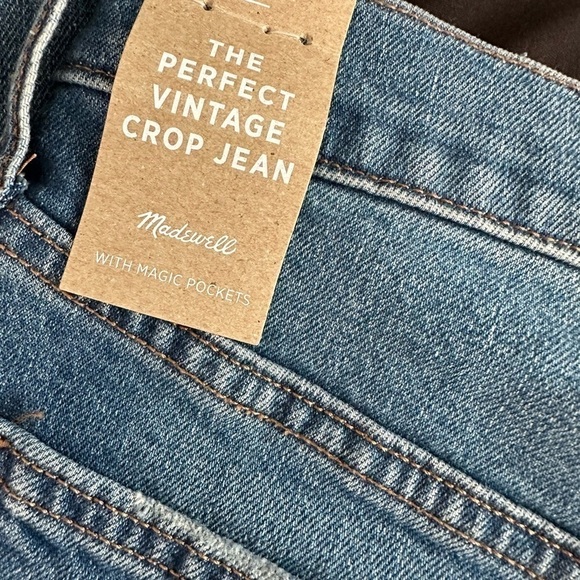 THE
PERFECT
VINTAGE
CROP JEAN
Madewell
WITH MAGIC POCKETS